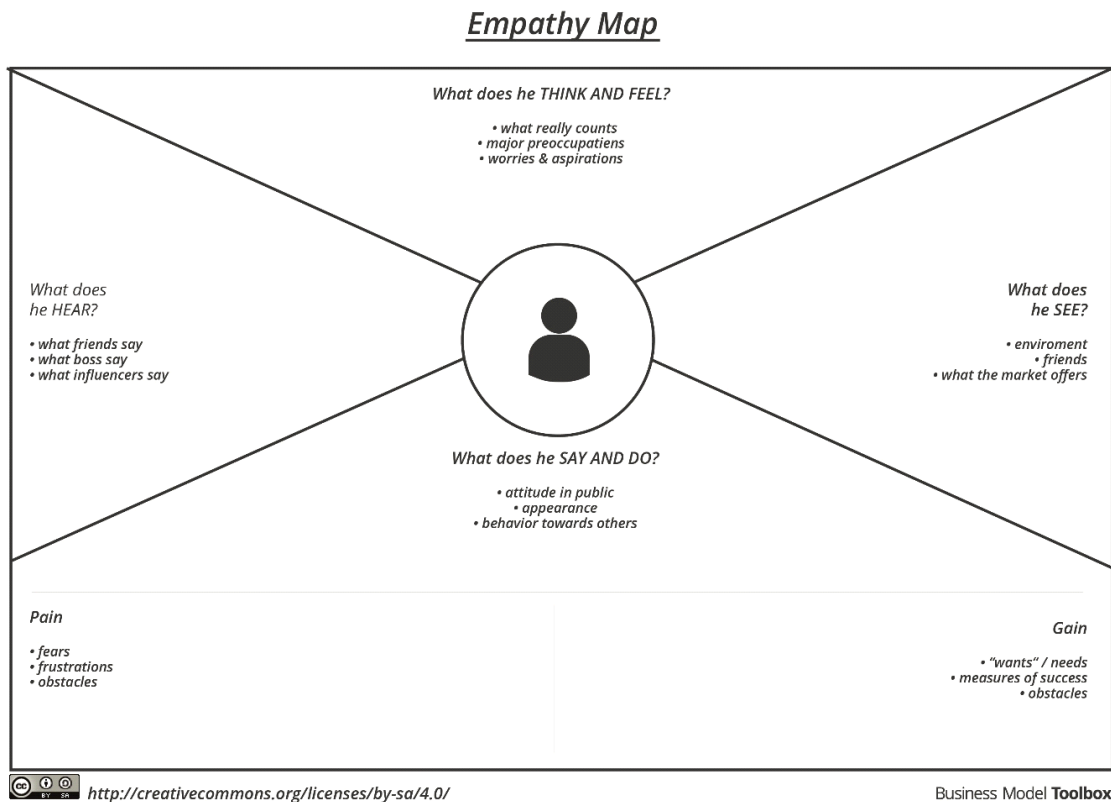 Empathy Map
What does he THINK AND FEEL?
• what really counts
• major preoccupatiens
• worries & aspirations
What does
he HEAR?
• what friends say
• what boss say
• what influencers say
What does
he SEE?
• enviroment
• friends
• what the market offers
What does he SAY AND DO?
• attitude in public
• appearance
• behavior towards others
Pain
• fears
• frustrations
• obstacles
Gain
• “wants“ / needs
• measures of success
• obstacles
cc BY SA http://creativecommons.org/licenses/by-sa/4.0/
Business Model Toolbox